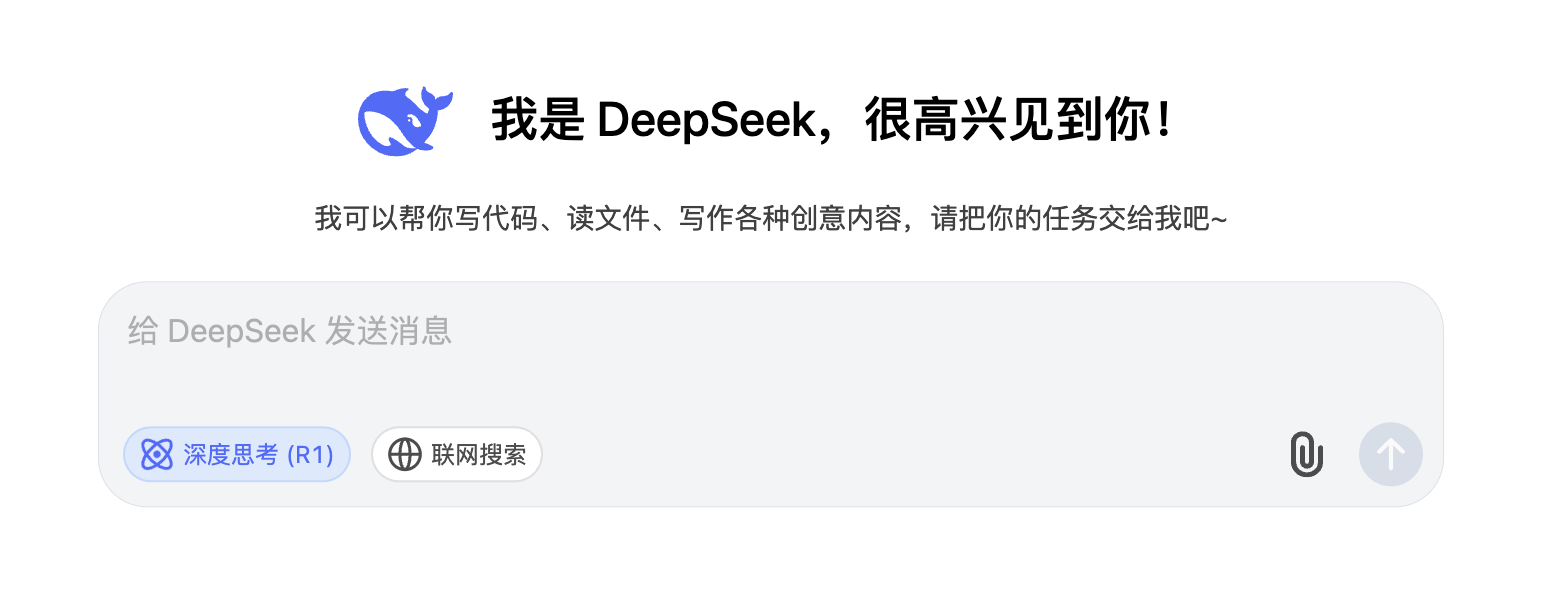 我是 DeepSeek，很高兴见到你！
我可以帮你写代码、读文件、写作各种创意内容，请把你的任务交给我吧~
给 DeepSeek 发送消息
深度思考 (R1) 联网搜索